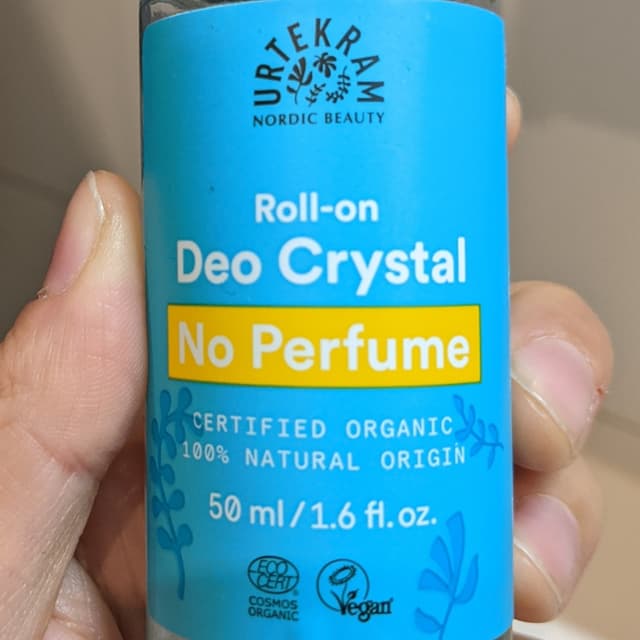 URTEKRAM
NORDIC BEAUTY
Roll-on
Deo Crystal
No Perfume
CERTIFIED ORGANIC
100% NATURAL ORIGIN
50 ml/1.6 fl.oz.
ECO
CERT®
COSMOS
ORGANIC
Vegan